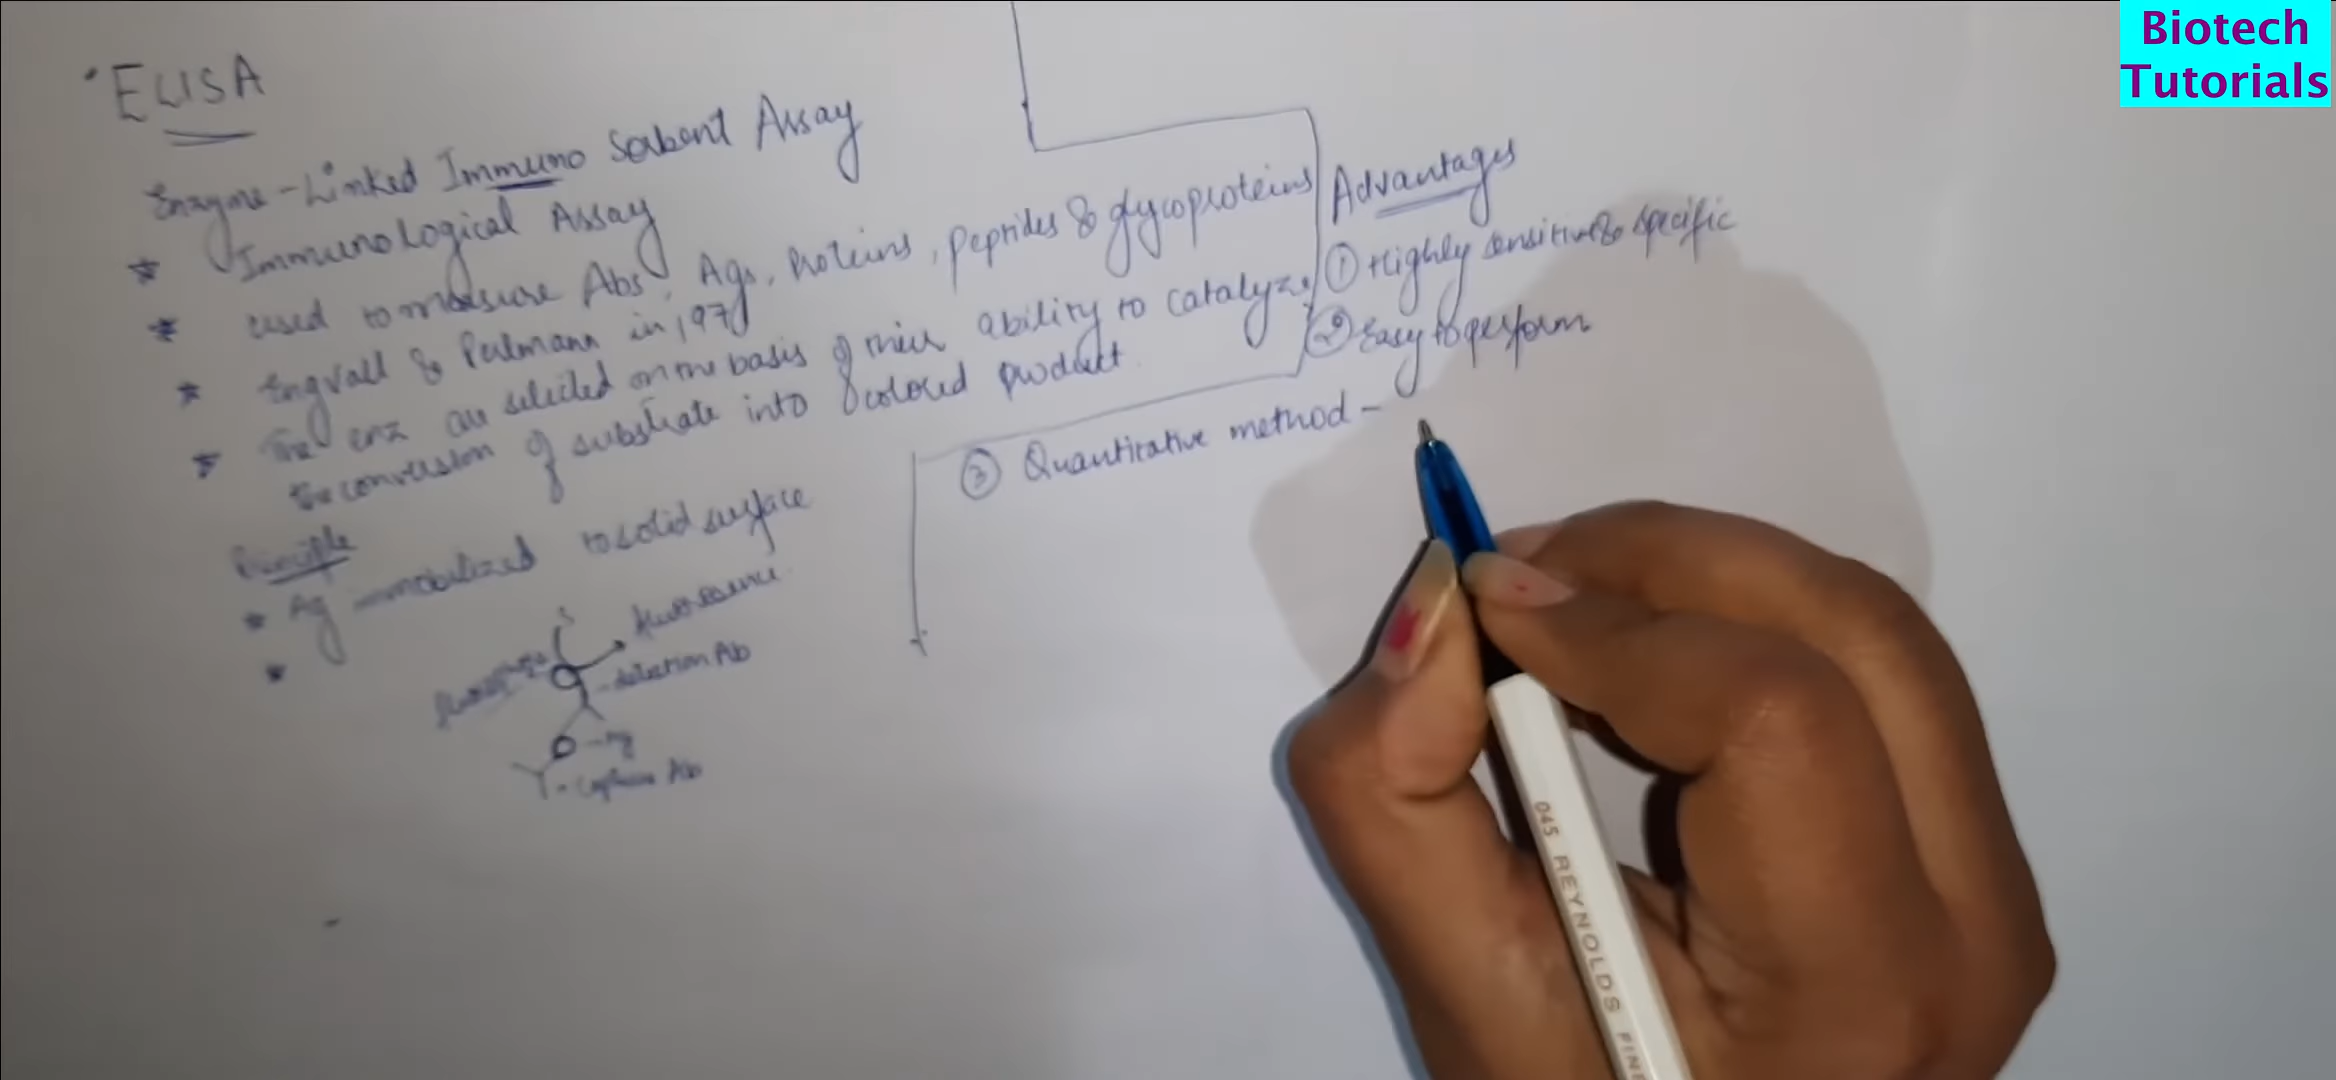 ELISA
Enzyme-Linked Immuno Sorbent Assay
* Immunological Assay
* used to measure Abs, Ags, Proteins, peptides & glycoproteins
* Engvall & Perlmann in 1971
* The enz are selected on the basis of their ability to catalyze
the conversion of substrate into colored product.
Principle
* Ag immobilized to solid surface
*
S
fluorescence
detection Ab
Ag
capture Ab
Advantages
① Highly sensitive & specific
② Easy to perform
③ Quantitative method -
Biotech
Tutorials
045 REYNOLDS FINE